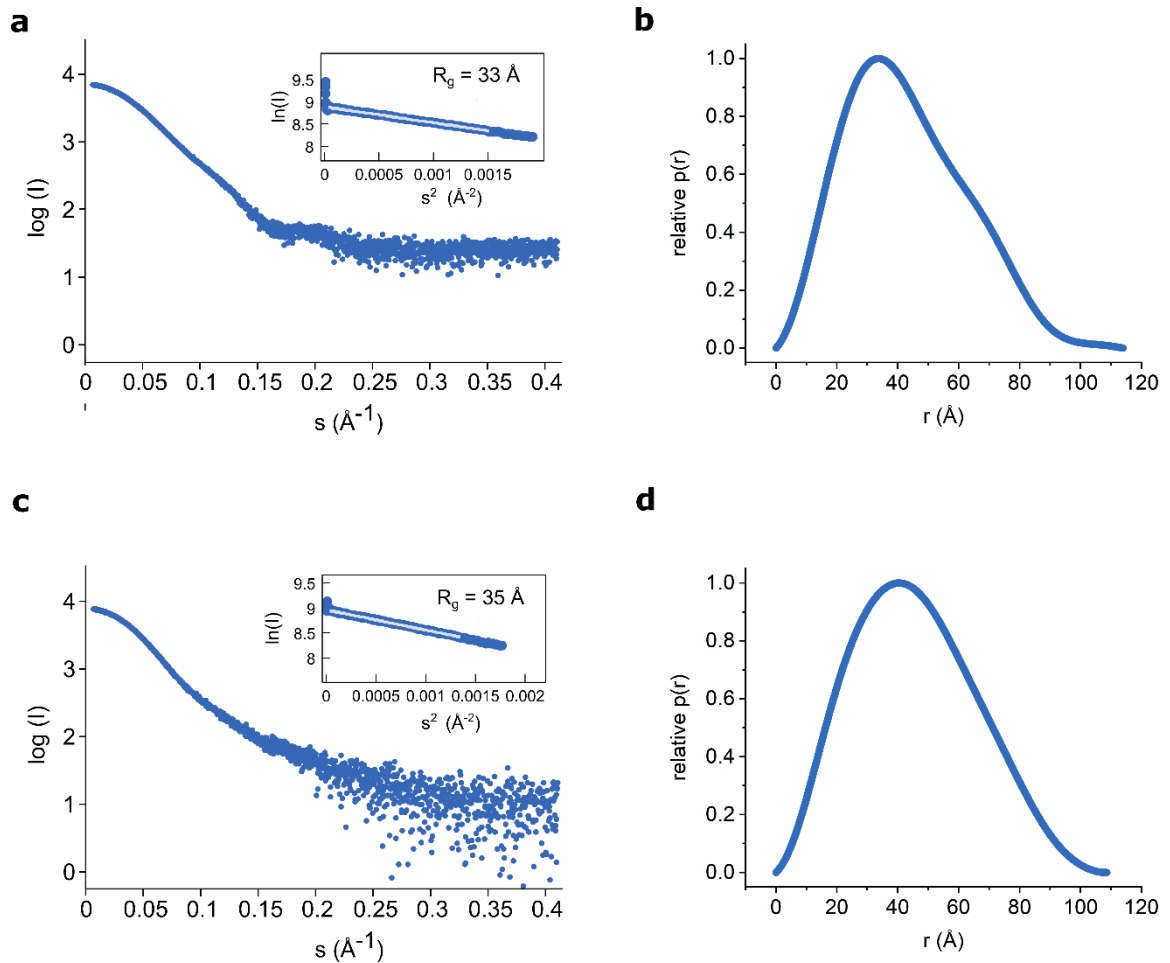 a
4
3
2
1
0
log (I)
0 0.05 0.1 0.15 0.2 0.25 0.3 0.35 0.4
s (Å⁻¹)
R_g = 33 Å
9.5
9
8.5
8
ln(I)
0 0.0005 0.001 0.0015
s² (Å⁻²)
b
1.0
0.8
0.6
0.4
0.2
0.0
relative p(r)
0 20 40 60 80 100 120
r (Å)
c
4
3
2
1
0
log (I)
0 0.05 0.1 0.15 0.2 0.25 0.3 0.35 0.4
s (Å⁻¹)
R_g = 35 Å
9.5
9
8.5
8
ln(I)
0 0.0005 0.001 0.0015 0.002
s² (Å⁻²)
d
1.0
0.8
0.6
0.4
0.2
0.0
relative p(r)
0 20 40 60 80 100 120
r (Å)